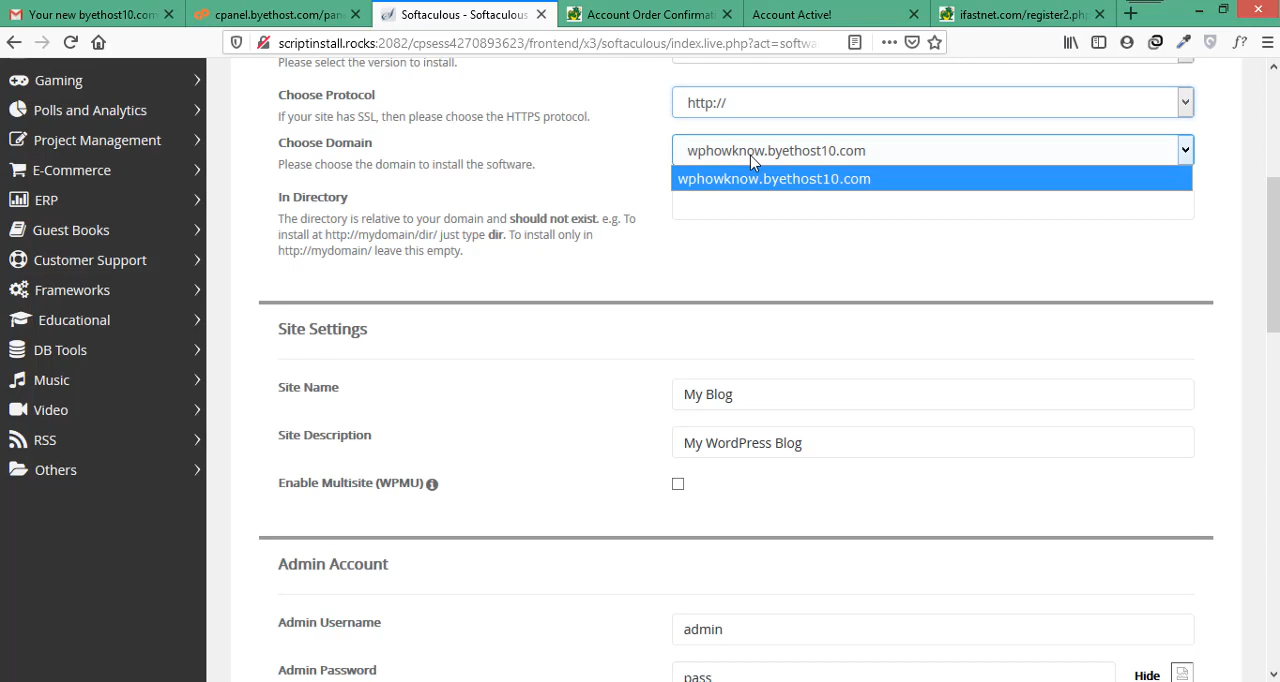 Your new byethost10.com
cpanel.byethost.com/pan
Softaculous - Softaculous
Account Order Confirmati
Account Active!
ifastnet.com/register2.php
scriptinstall.rocks:2082/cpsess4270893623/frontend/x3/softaculous/index.live.php?act=softwa
Gaming
Polls and Analytics
Project Management
E-Commerce
ERP
Guest Books
Customer Support
Frameworks
Educational
DB Tools
Music
Video
RSS
Others
Please select the version to install.
Choose Protocol
If your site has SSL, then please choose the HTTPS protocol.
http://
Choose Domain
Please choose the domain to install the software.
wphowknow.byethost10.com
wphowknow.byethost10.com
In Directory
The directory is relative to your domain and should not exist. e.g. To
install at http://mydomain/dir/ just type dir. To install only in
http://mydomain/ leave this empty.
Site Settings
Site Name
My Blog
Site Description
My WordPress Blog
Enable Multisite (WPMU)
Admin Account
Admin Username
admin
Admin Password
pass
Hide